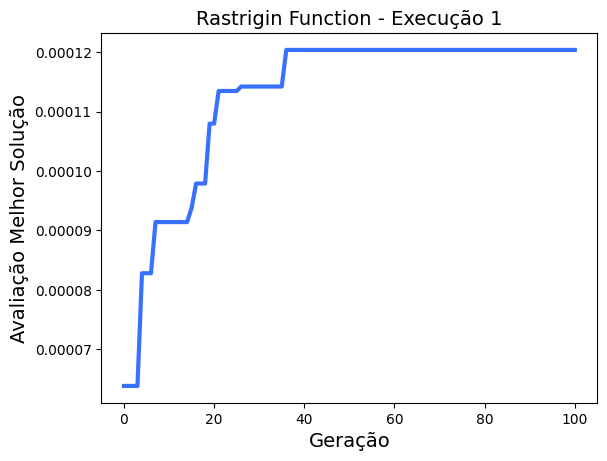 Rastrigin Function - Execução 1
Avaliação Melhor Solução
0.00012
0.00011
0.00010
0.00009
0.00008
0.00007
0 20 40 60 80 100
Geração